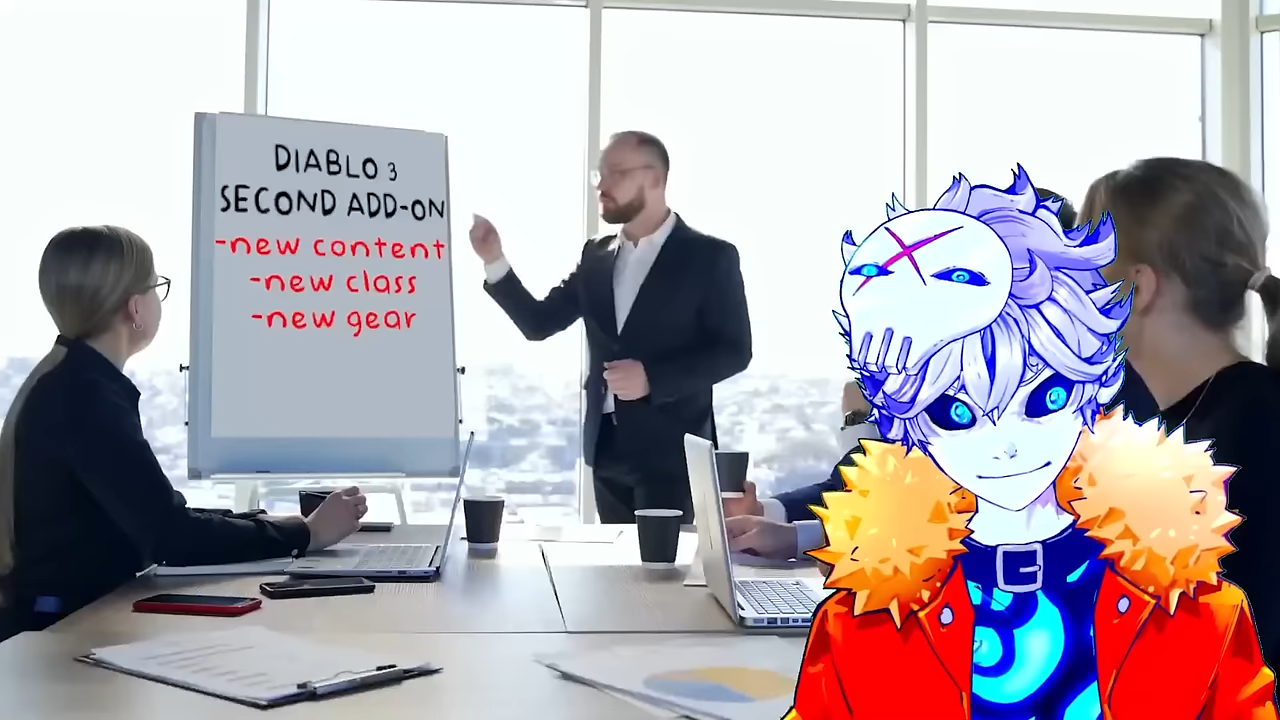 DIABLO 3
SECOND ADD-ON
-new content
-new class
-new gear